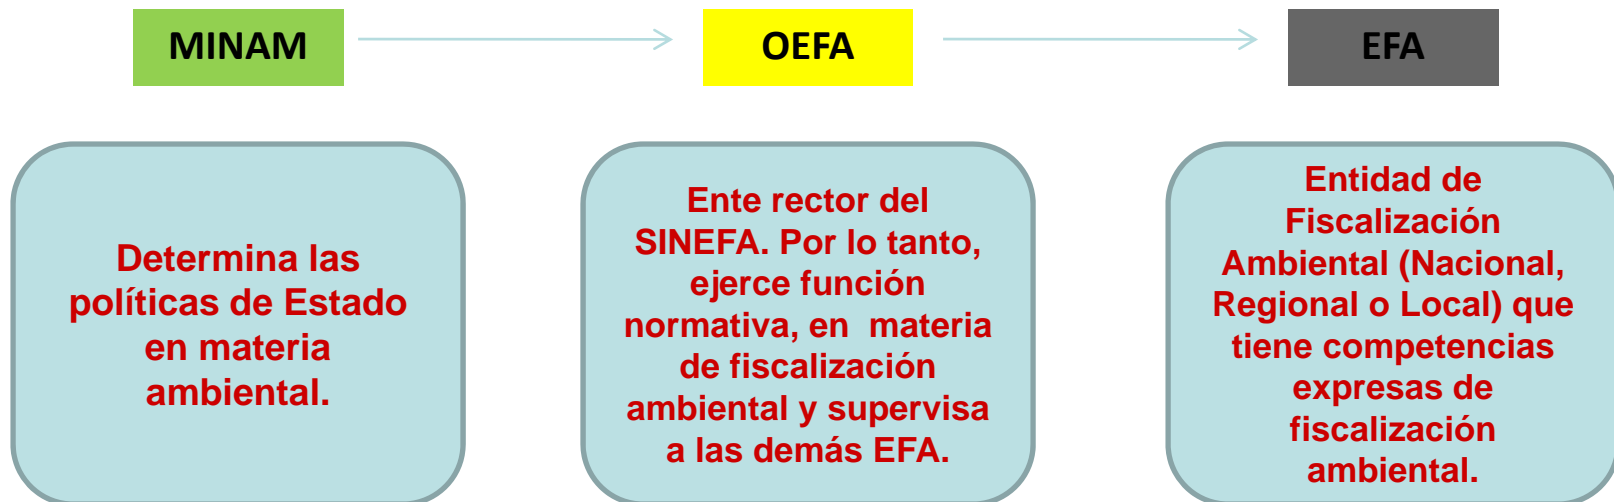 MINAM
OEFA
EFA
Determina las
políticas de Estado
en materia
ambiental.
Ente rector del
SINEFA. Por lo tanto,
ejerce función
normativa, en materia
de fiscalización
ambiental y supervisa
a las demás EFA.
Entidad de
Fiscalización
Ambiental (Nacional,
Regional o Local) que
tiene competencias
expresas de
fiscalización
ambiental.